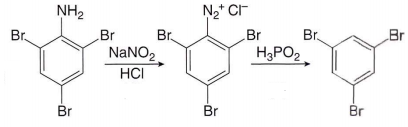 NH₂
Br Br
Br
NaNO₂
HCl
N₂⁺ Cl⁻
Br Br
Br
H₃PO₂
Br Br
Br